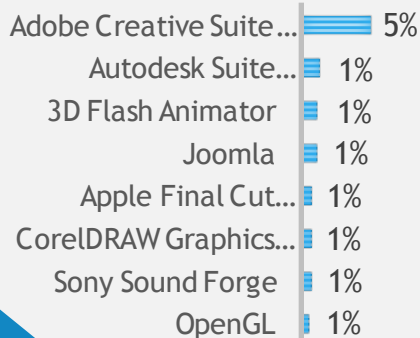 Adobe Creative Suite... 5%
Autodesk Suite... 1%
3D Flash Animator 1%
Joomla 1%
Apple Final Cut... 1%
CorelDRAW Graphics... 1%
Sony Sound Forge 1%
OpenGL 1%